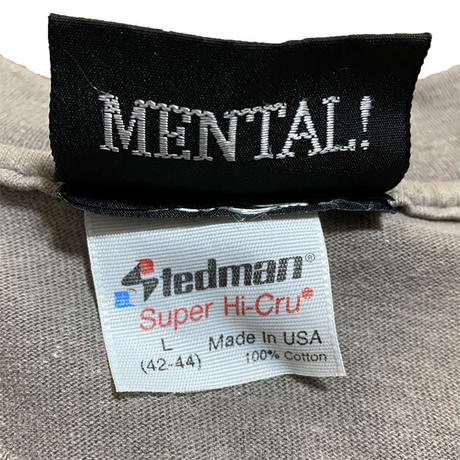 MENTAL!
Stedman®
Super Hi-Cru®
L Made In USA
(42-44) 100% Cotton